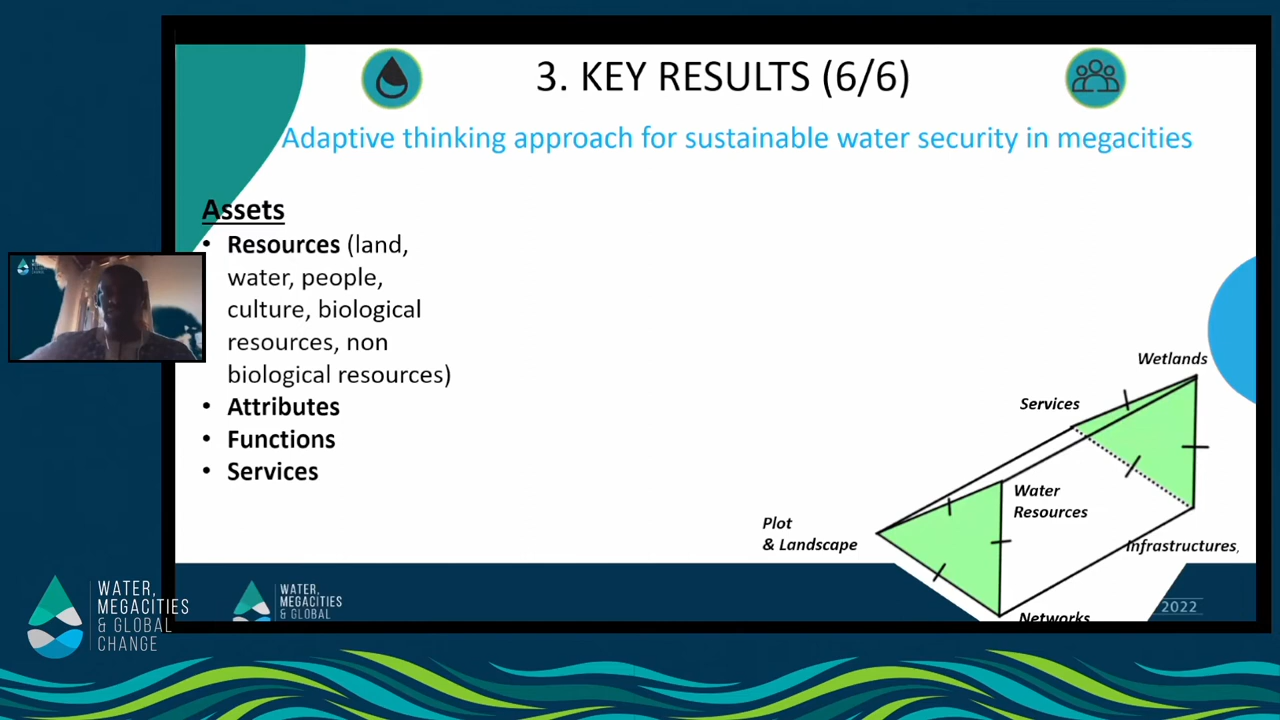 3. KEY RESULTS (6/6)
Adaptive thinking approach for sustainable water security in megacities
Assets
• Resources (land,
water, people,
culture, biological
resources, non
biological resources)
• Attributes
• Functions
• Services
Wetlands
Services
Water
Resources
Plot
& Landscape
Infrastructures,
Networks
2022
WATER,
MEGACITIES
& GLOBAL
WATER,
MEGACITIES
& GLOBAL
CHANGE